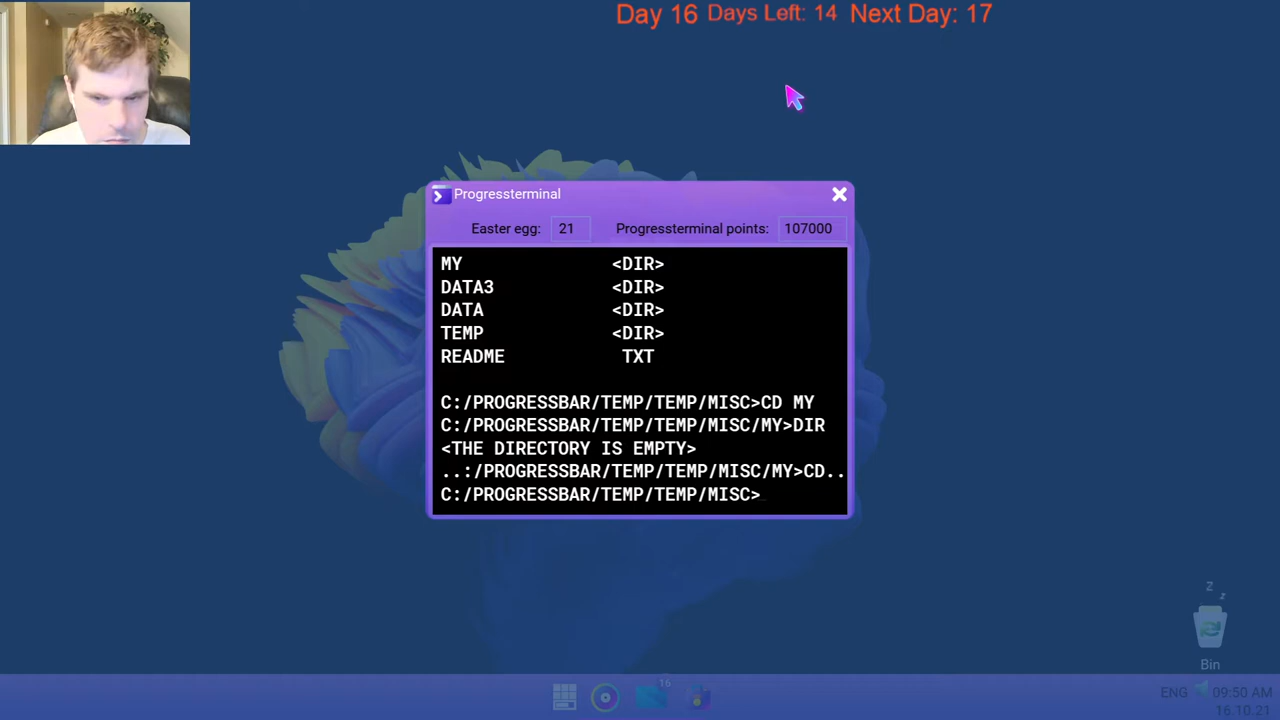 Day 16 Days Left: 14 Next Day: 17
Progressterminal
Easter egg: 21 Progressterminal points: 107000
MY <DIR>
DATA3 <DIR>
DATA <DIR>
TEMP <DIR>
README TXT
C:/PROGRESSBAR/TEMP/TEMP/MISC>CD MY
C:/PROGRESSBAR/TEMP/TEMP/MISC/MY>DIR
<THE DIRECTORY IS EMPTY>
..:/PROGRESSBAR/TEMP/TEMP/MISC/MY>CD..
C:/PROGRESSBAR/TEMP/TEMP/MISC>
Z
Bin
16
ENG 09:50 AM
16.10.21